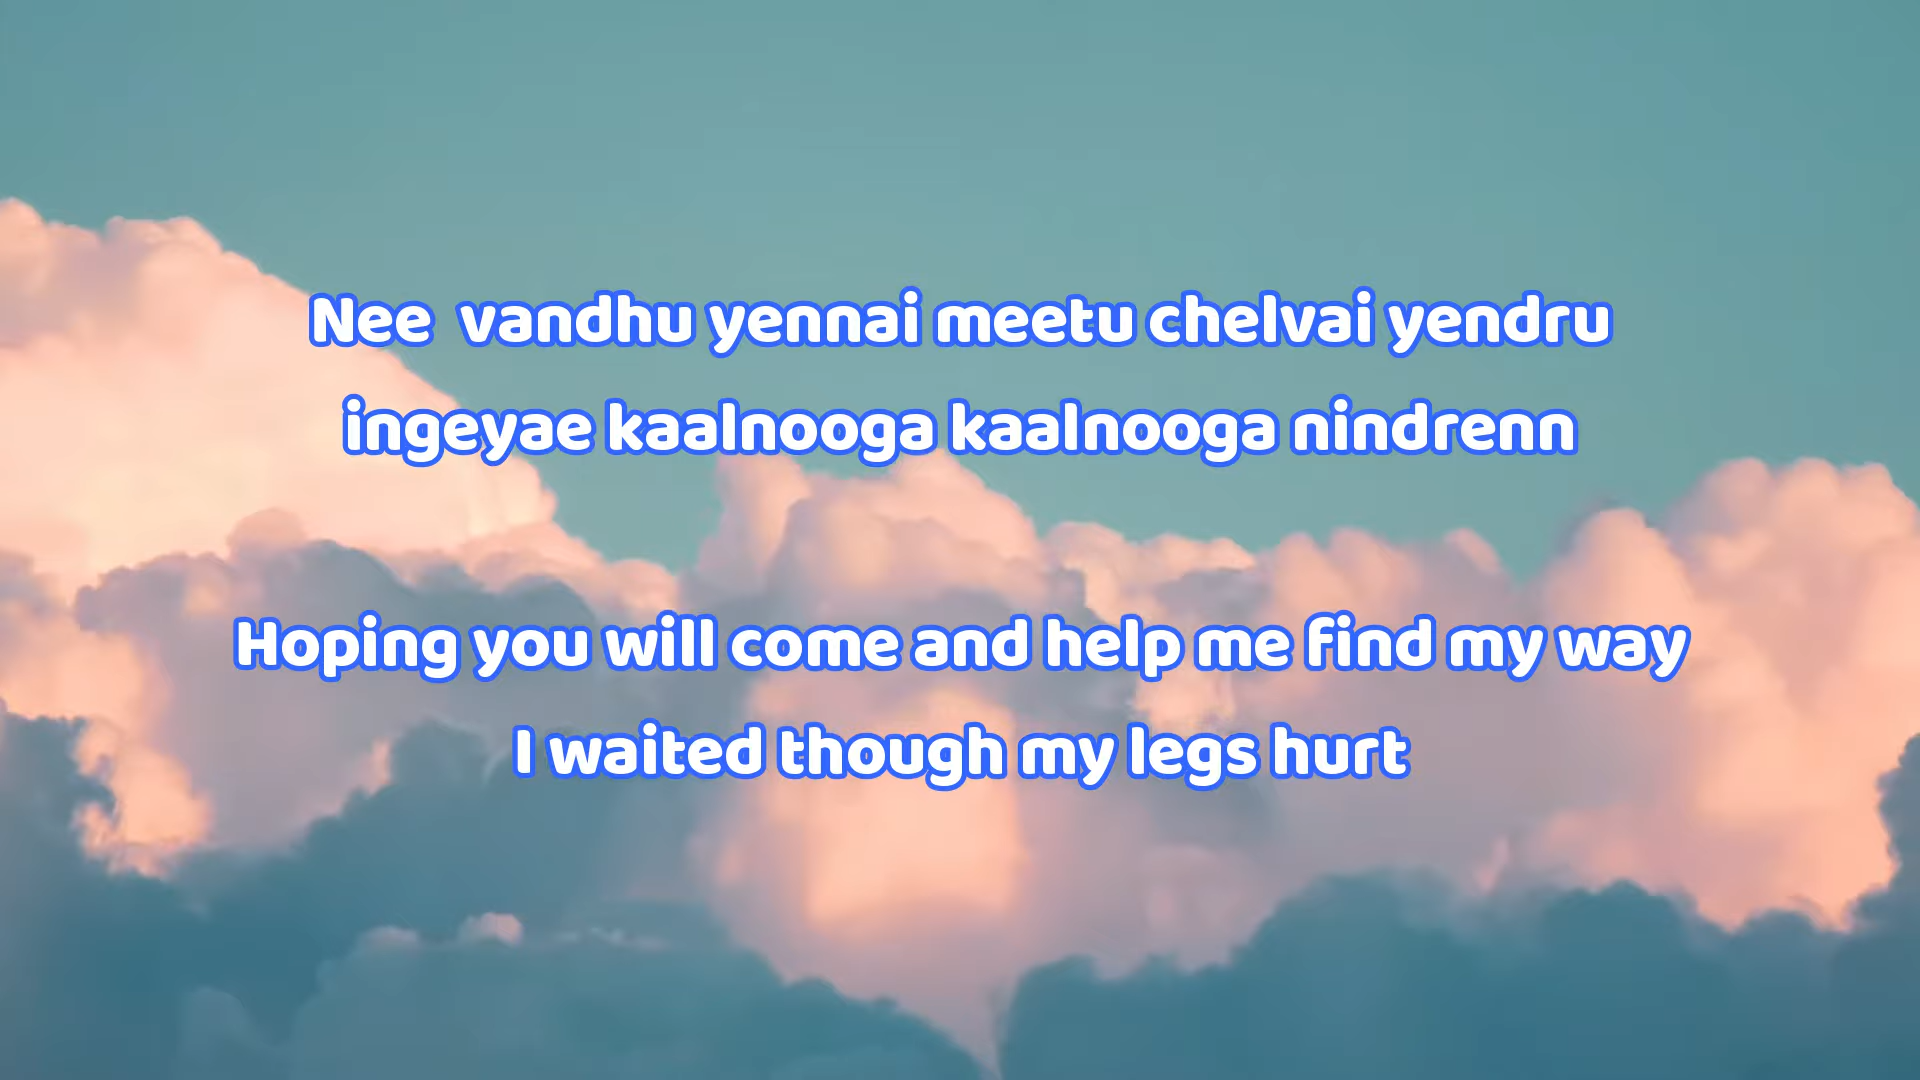 Nee  vandhu yennai meetu chelvai yendru
ingeyae kaalnooga kaalnooga nindrenn
Hoping you will come and help me find my way
I waited though my legs hurt